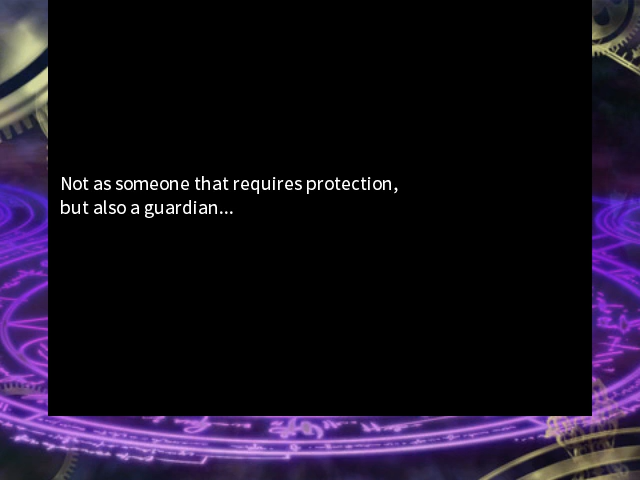 Not as someone that requires protection,
but also a guardian...